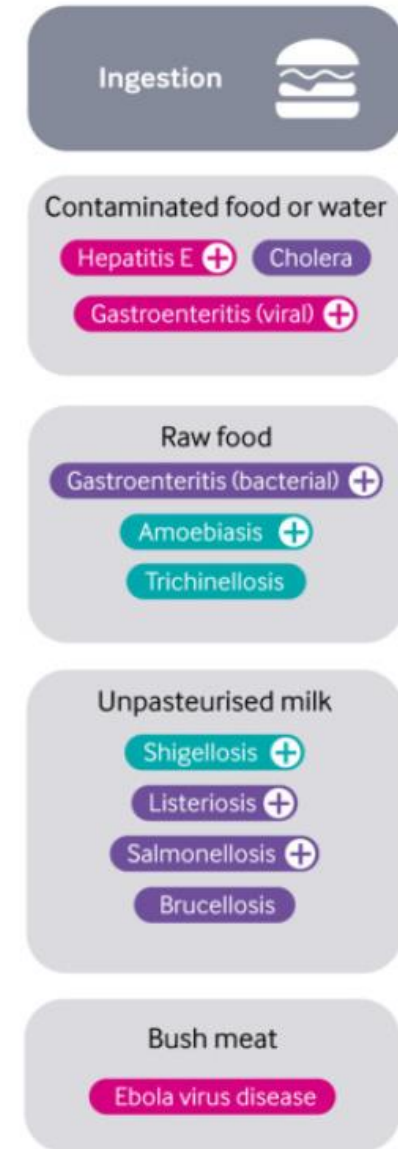 Ingestion
Contaminated food or water
Hepatitis E + Cholera
Gastroenteritis (viral) +
Raw food
Gastroenteritis (bacterial) +
Amoebiasis +
Trichinellosis
Unpasteurised milk
Shigellosis +
Listeriosis +
Salmonellosis +
Brucellosis
Bush meat
Ebola virus disease